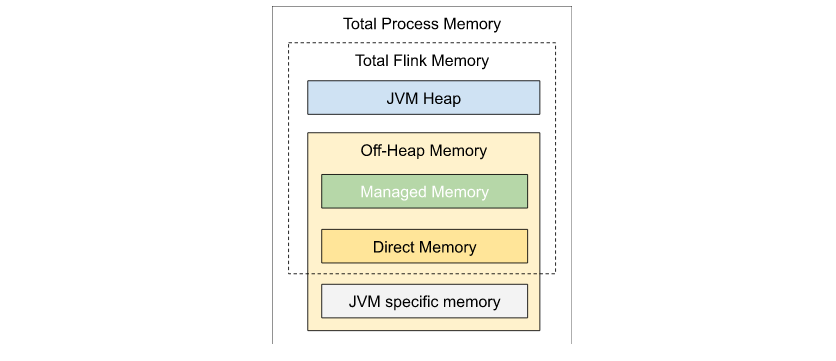 Total Process Memory
Total Flink Memory
JVM Heap
Off-Heap Memory
Managed Memory
Direct Memory
JVM specific memory